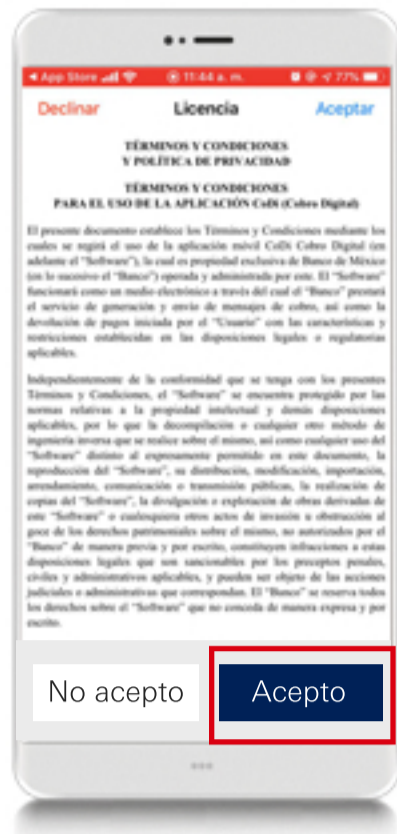 App Store 11:44 a. m. 77%
Declinar Licencia Aceptar
TÉRMINOS Y CONDICIONES
Y POLÍTICA DE PRIVACIDAD
TÉRMINOS Y CONDICIONES
PARA EL USO DE LA APLICACIÓN CoDi (Cobro Digital)
El presente documento establece los Términos y Condiciones mediante los
cuales se regirá el uso de la aplicación móvil CoDi Cobro Digital (en
adelante el "Software"), la cual es propiedad exclusiva de Banco de México
(en lo sucesivo el "Banco") operada y administrada por este. El "Software"
funcionará como un medio electrónico a través del cual el "Banco" prestará
el servicio de generación y envío de mensajes de cobro, así como la
devolución de pagos iniciada por el "Usuario" con las características y
restricciones establecidas en las disposiciones legales o regulatorias
aplicables.
Independientemente de la conformidad que se tenga con los presentes
Términos y Condiciones, el "Software" se encuentra protegido por las
normas relativas a la propiedad intelectual y demás disposiciones
aplicables, por lo que la decompilación o cualquier otro método de
ingeniería inversa que se realice sobre el mismo, así como cualquier uso del
"Software" distinto al expresamente permitido en este documento, la
reproducción del "Software", su distribución, modificación, importación,
arrendamiento, comunicación o transmisión públicas, la realización de
copias del "Software", la divulgación o explotación de obras derivadas de
este "Software" o cualesquiera otros actos de invasión u obstrucción al
goce de los derechos patrimoniales sobre el mismo, no autorizados por el
"Banco" de manera previa y por escrito, constituyen infracciones a estas
disposiciones legales que son sancionables por los preceptos penales,
civiles y administrativos aplicables, y pueden ser objeto de las acciones
judiciales o administrativas que correspondan. El "Banco" se reserva todos
los derechos sobre el "Software" que no conceda de manera expresa y por
escrito.
No acepto Acepto